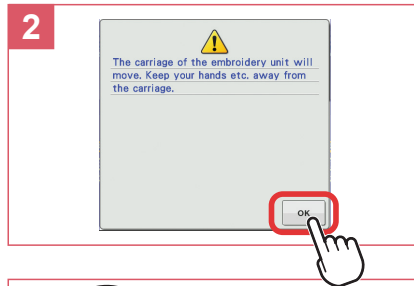 2
The carriage of the embroidery unit will
move. Keep your hands etc. away from
the carriage.
OK